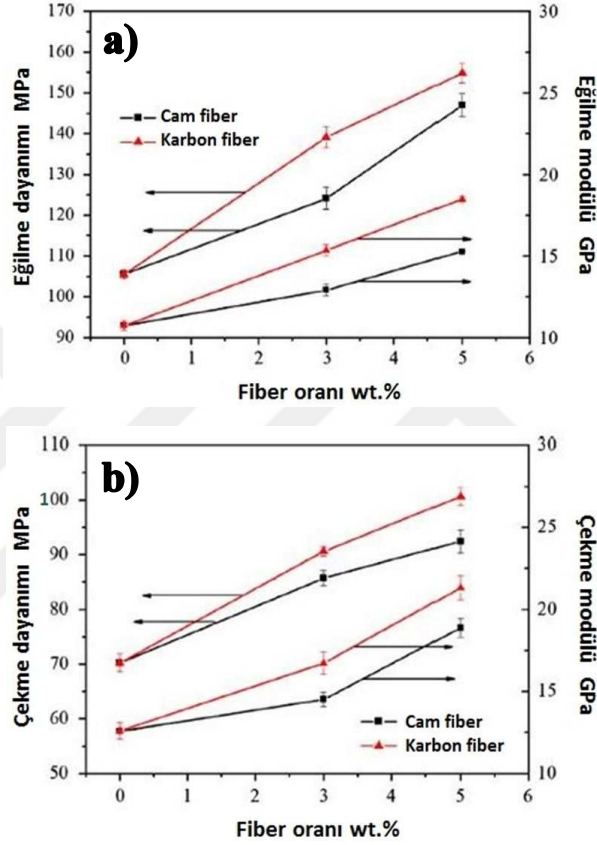 a)
170
160
150
140
130
120
110
100
90
Eğilme dayanımı MPa
Cam fiber
Karbon fiber
30
25
20
15
10
Eğilme modülü GPa
0 1 2 3 4 5 6
Fiber oranı wt.%
b)
110
100
90
80
70
60
50
Çekme dayanımı MPa
30
25
20
15
10
Çekme modülü GPa
Cam fiber
Karbon fiber
0 1 2 3 4 5 6
Fiber oranı wt.%